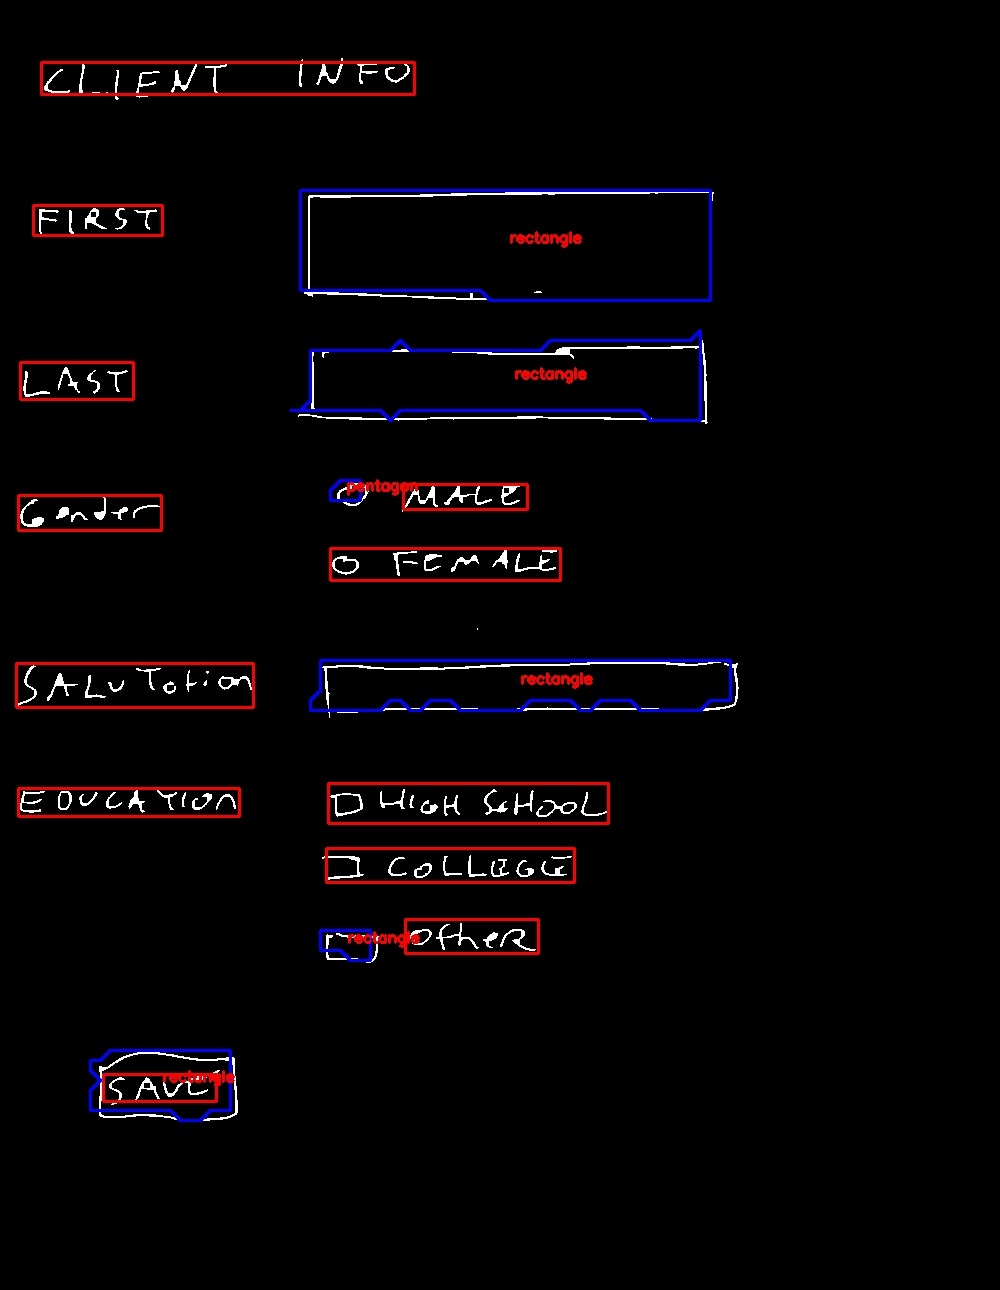 CLIENT INFO
FIRST
rectangle
LAST
rectangle
Gender
pentagon
MALE
FEMALE
SALUTotion
rectangle
EDUCATION
HIGH SCHOOL
COLLEGE
rectangle
OtheR
rectangle
SAVE